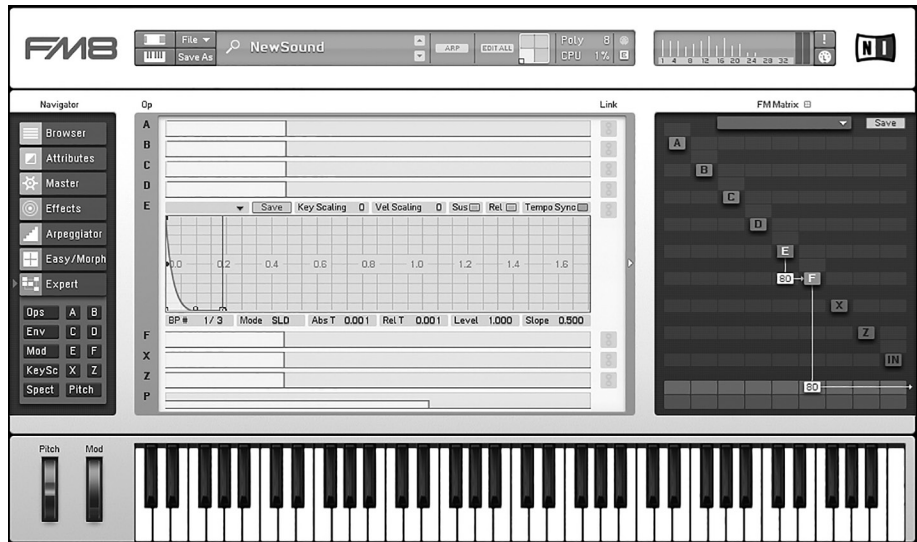 FM8
File
Save As
NewSound
ARP
EDIT ALL
Poly 8
CPU 1% E
1 4 8 12 16 20 24 28 32
!
NI
Navigator
Browser
Attributes
Master
Effects
Arpeggiator
Easy/Morph
Expert
Ops A B
Env C D
Mod E F
KeySc X Z
Spect Pitch
Op Link
A
B
C
D
E Save Key Scaling 0 Vel Scaling 0 Sus Rel Tempo Sync
0.0 0.2 0.4 0.6 0.8 1.0 1.2 1.4 1.6
BP # 1/ 3 Mode SLD Abs T 0.001 Rel T 0.001 Level 1.000 Slope 0.500
F
X
Z
P
FM Matrix
Save
A
B
C
D
E
80 F
X
Z
IN
80
Pitch Mod